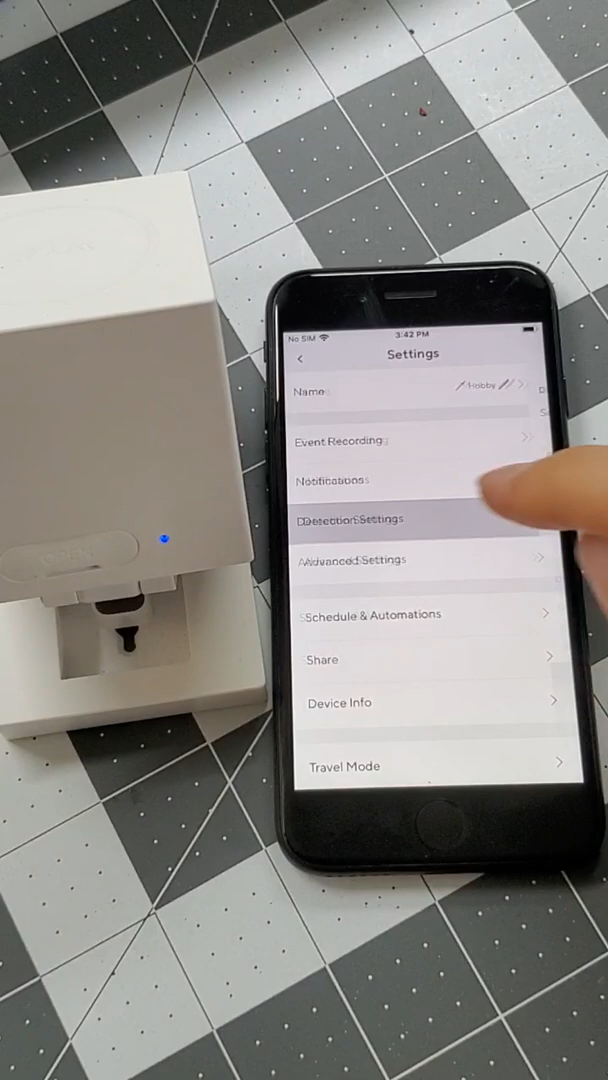 No SIM 3:42 PM
Settings
Name Hobby
Event Recording
Notifications
Detection Settings
Advanced Settings
Schedule & Automations
Share
Device Info
Travel Mode